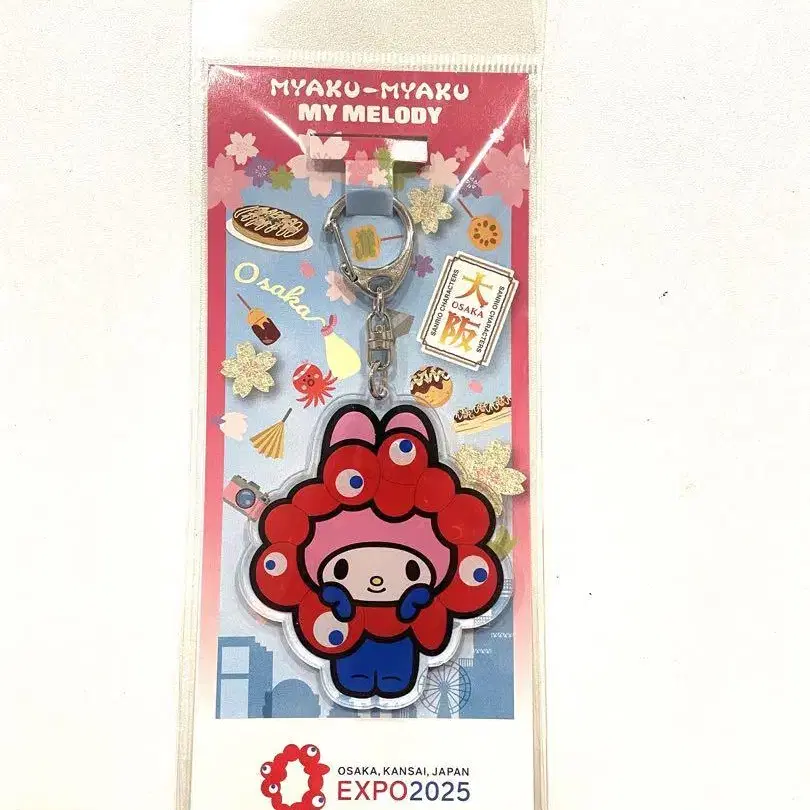 MYAKU-MYAKU
MY MELODY
Osaka
SANRIO CHARACTERS
大
OSAKA
阪
SANRIO CHARACTERS
OSAKA, KANSAI, JAPAN
EXPO2025